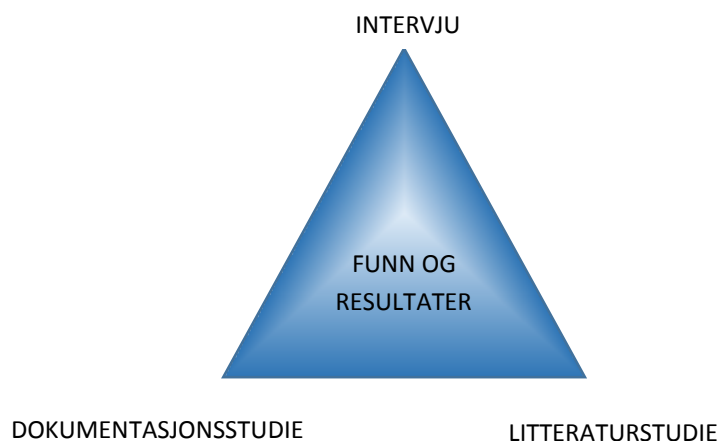 INTERVJU
FUNN OG
RESULTATER
DOKUMENTASJONSSTUDIE
LITTERATURSTUDIE